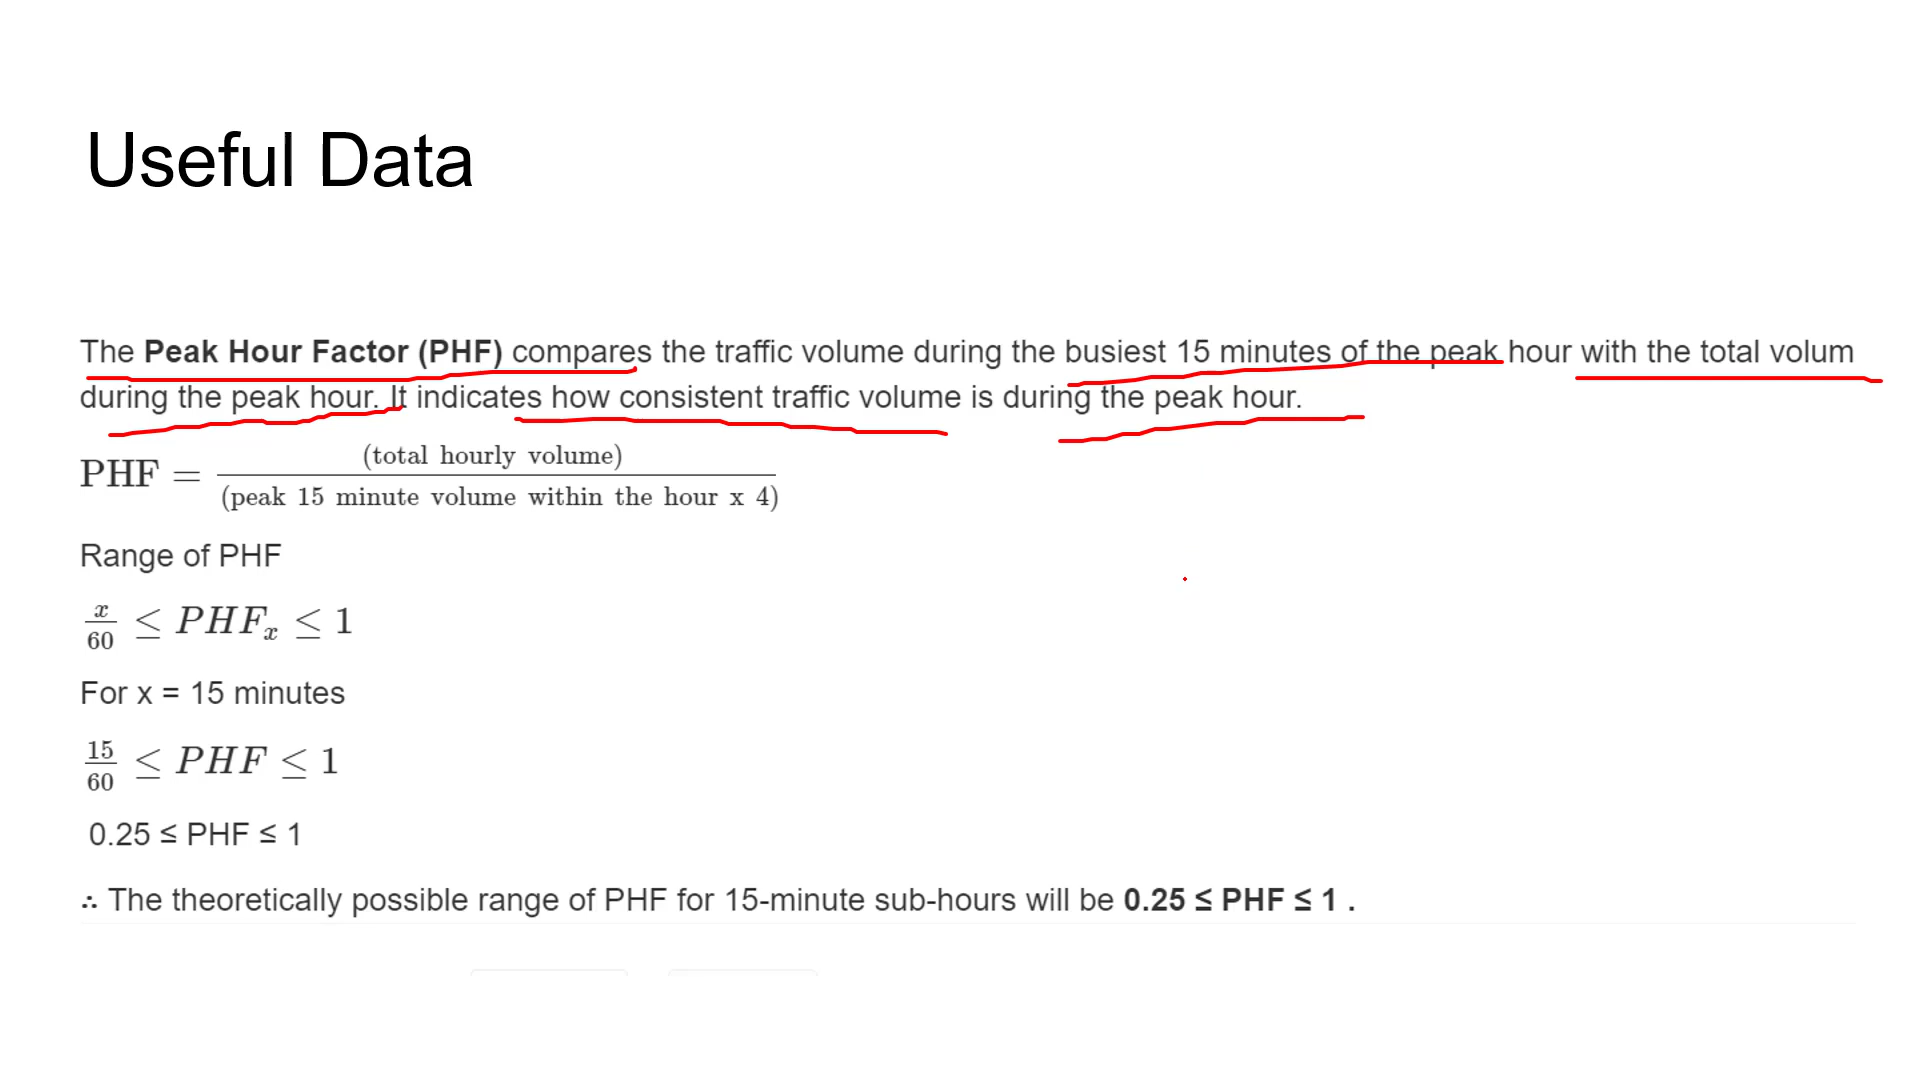 Useful Data
The Peak Hour Factor (PHF) compares the traffic volume during the busiest 15 minutes of the peak hour with the total volum
during the peak hour. It indicates how consistent traffic volume is during the peak hour.
PHF = (total hourly volume) / (peak 15 minute volume within the hour x 4)
Range of PHF
x/60 ≤ PHFₓ ≤ 1
For x = 15 minutes
15/60 ≤ PHF ≤ 1
0.25 ≤ PHF ≤ 1
∴ The theoretically possible range of PHF for 15-minute sub-hours will be 0.25 ≤ PHF ≤ 1 .